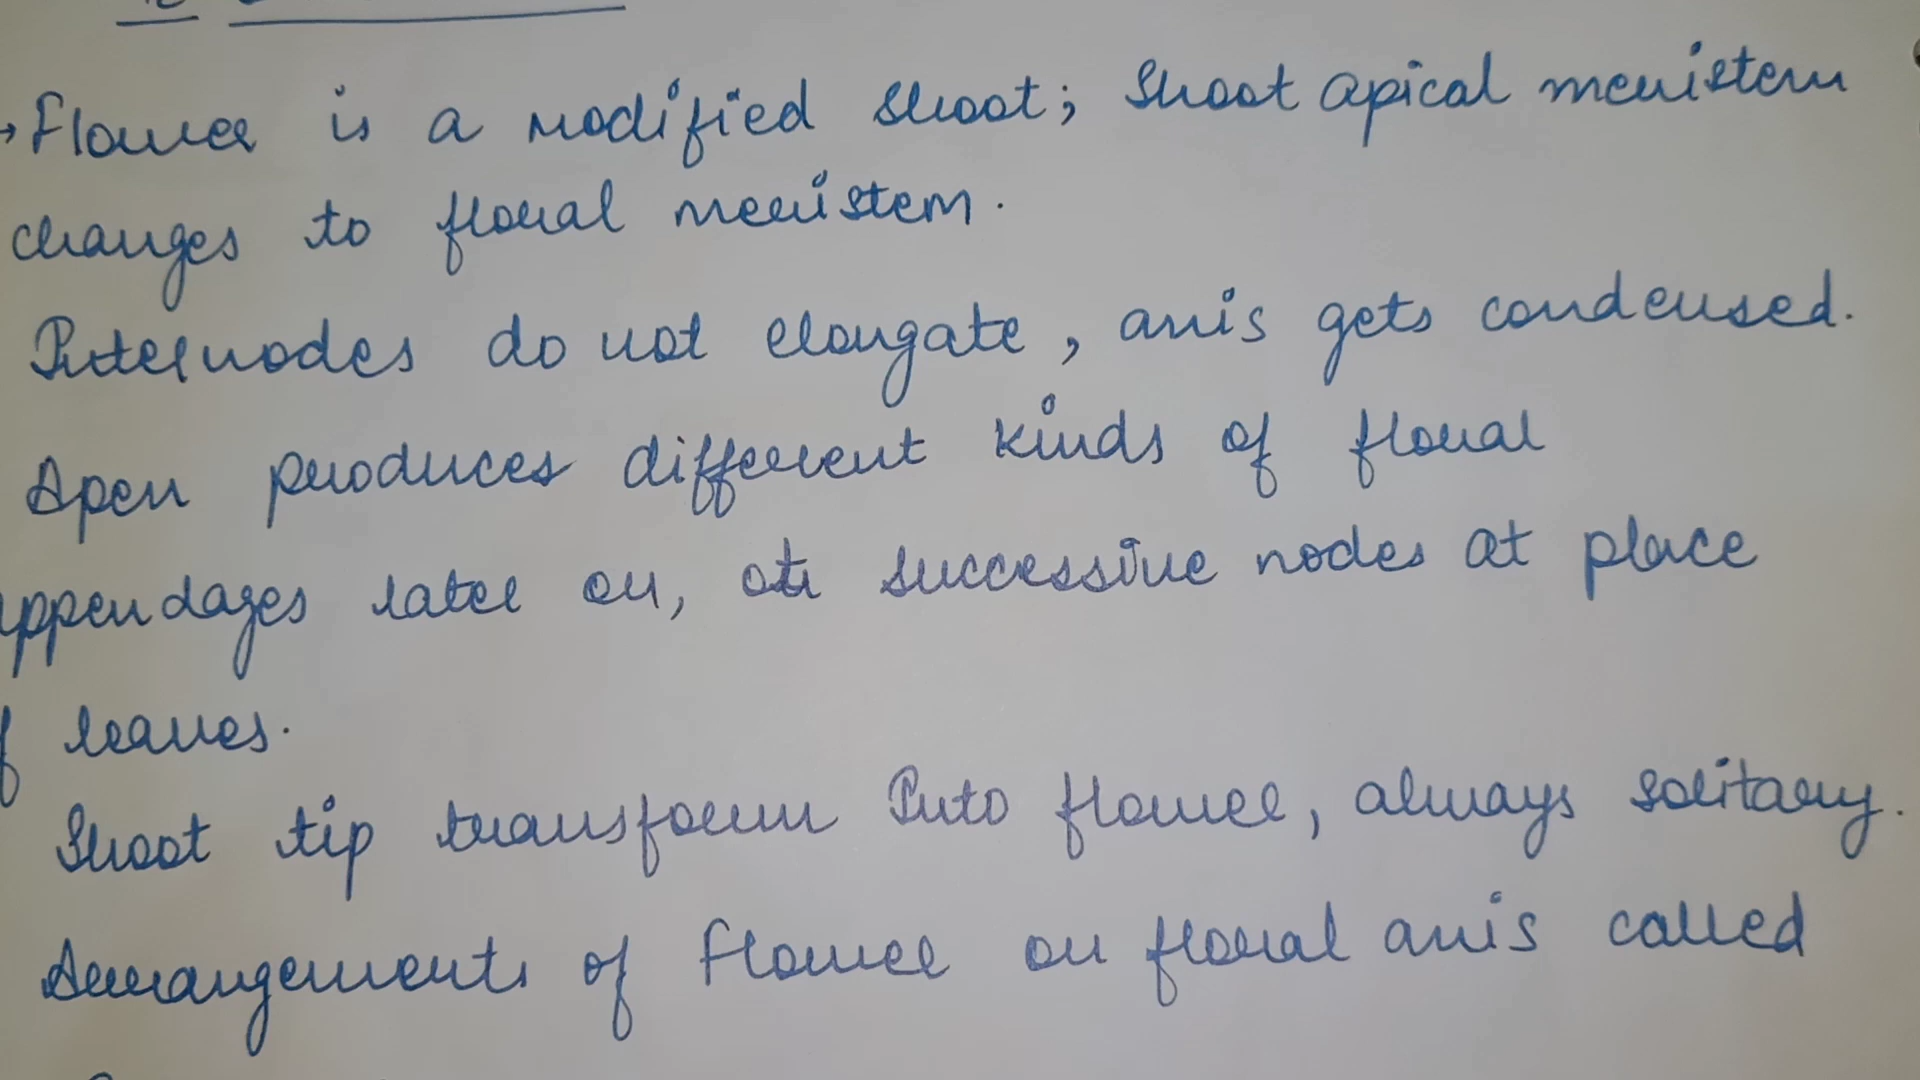 → Flower is a modified shoot; Shoot apical meristem
changes to floral meristem.
Internodes do not elongate, axis gets condensed.
Apex produces different kinds of floral
appendages later on, at successive nodes at place
of leaves.
Shoot tip transform into flower, always solitary.
Arrangements of flower on floral axis called